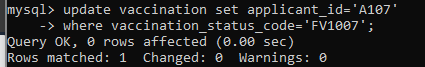 mysql> update vaccination set applicant_id='A107'
    -> where vaccination_status_code='FV1007';
Query OK, 0 rows affected (0.00 sec)
Rows matched: 1  Changed: 0  Warnings: 0